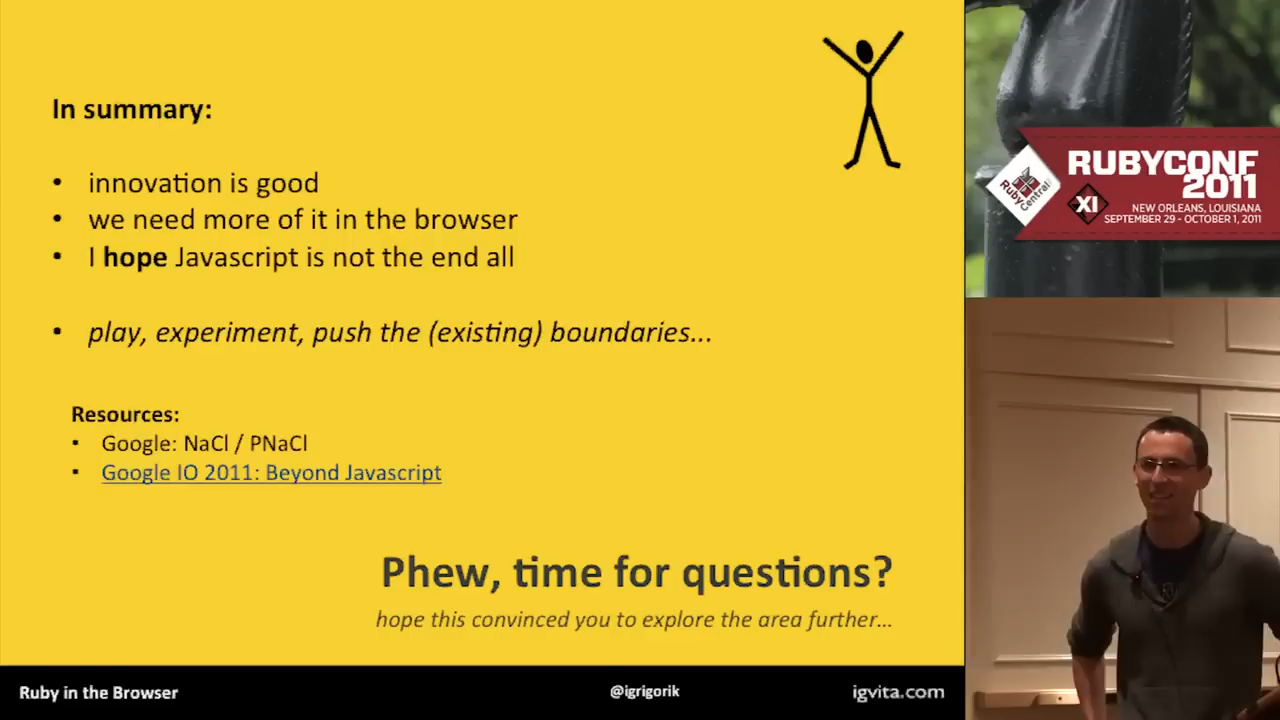 In summary:
• innovation is good
• we need more of it in the browser
• I hope Javascript is not the end all
• play, experiment, push the (existing) boundaries...
Resources:
• Google: NaCl / PNaCl
• Google IO 2011: Beyond Javascript
Phew, time for questions?
hope this convinced you to explore the area further...
Ruby in the Browser
@igrigorik
igvita.com
RUBYCONF
2011
Ruby Central
XI
NEW ORLEANS, LOUISIANA
SEPTEMBER 29 - OCTOBER 1, 2011